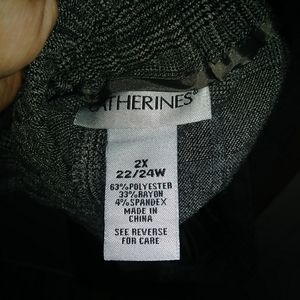 ATHERINES®
2X
22/24W
63%POLYESTER
33%RAYON
4%SPANDEX
MADE IN
CHINA
SEE REVERSE
FOR CARE